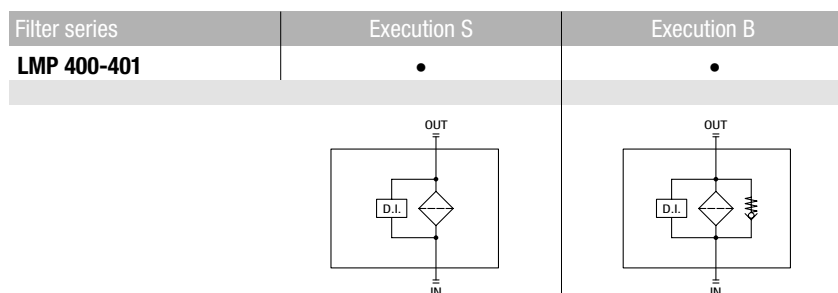 Filter series Execution S Execution B
LMP 400-401 • •
OUT OUT
D.I. D.I.
IN IN